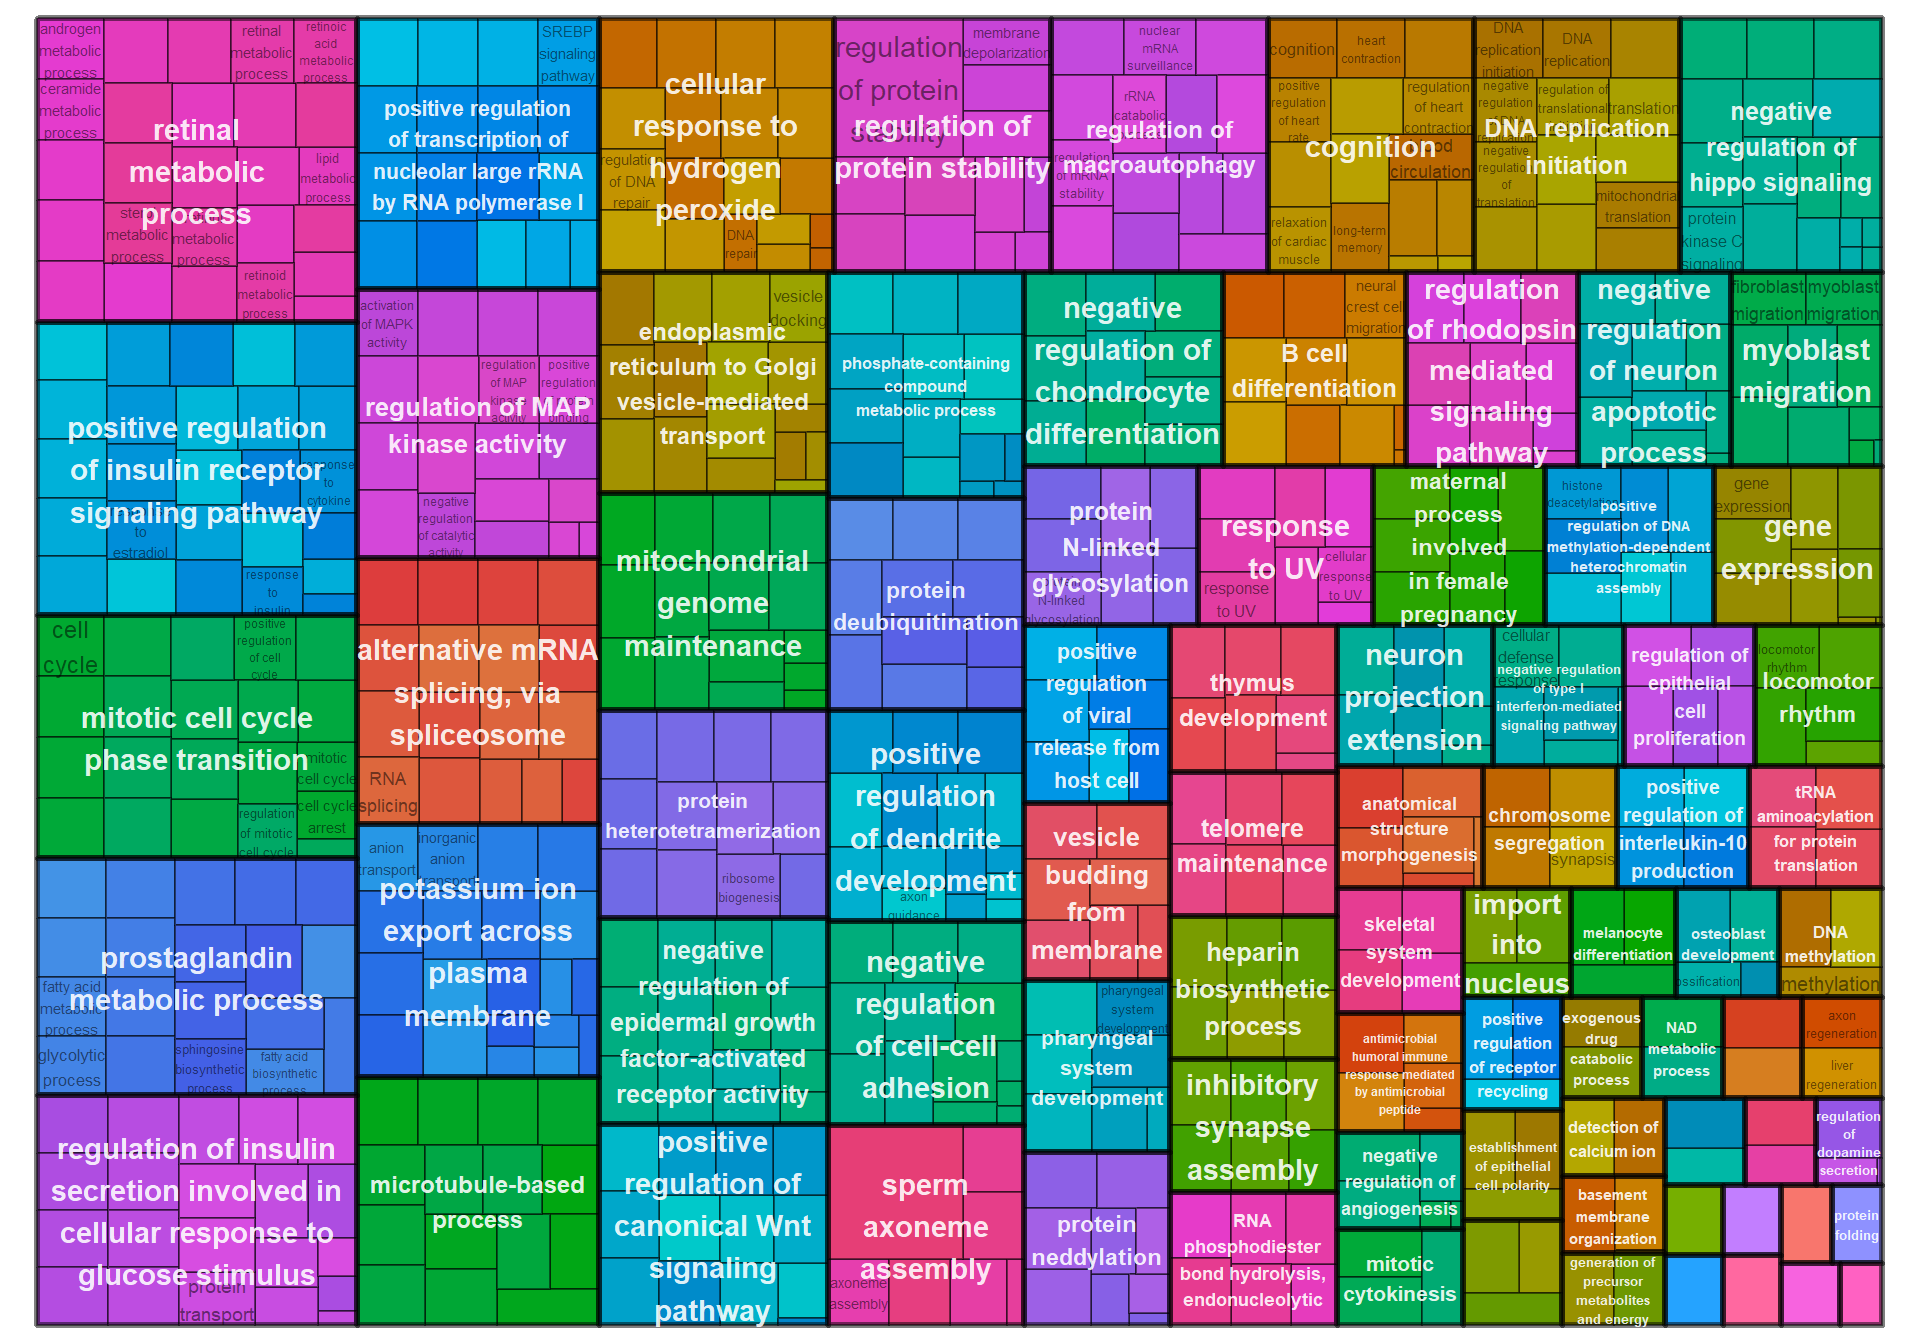 androgen
metabolic
process
retinal
metabolic
process
retinoic
acid
metabolic
process
ceramide
metabolic
process
retinal
metabolic
process
lipid
metabolic
process
metabolic
process
metabolic
process
retinoid
metabolic
process
SREBP
signaling
pathway
positive regulation
of transcription of
nucleolar large rRNA
by RNA polymerase I
cellular
response to
hydrogen
peroxide
regulation
of DNA
repair
DNA
repair
regulation
of protein
stability
membrane
depolarization
regulation of
protein stability
nuclear
mRNA
surveillance
rRNA
catabolic
regulation of
macroautophagy
regulation
of mRNA
stability
cognition
heart
contraction
positive
regulation
of heart
rate
regulation
of heart
contraction
cognition
blood
circulation
relaxation
of cardiac
muscle
long-term
memory
DNA
replication
initiation
DNA
replication
negative
regulation
of DNA
replication
regulation of
translational
translation
DNA replication
initiation
negative
regulation
of
translation
mitochondrial
translation
negative
regulation of
hippo signaling
protein
kinase C
signaling
positive regulation
of insulin receptor
signaling pathway
response
to
cytokine
to
estradiol
response
to
insulin
activation
of MAPK
activity
regulation
of MAP
kinase
activity
positive
regulation
of protein
binding
regulation of MAP
kinase activity
negative
regulation
of catalytic
activity
vesicle
docking
endoplasmic
reticulum to Golgi
vesicle-mediated
transport
phosphate-containing
compound
metabolic process
negative
regulation of
chondrocyte
differentiation
neural
crest cell
migration
B cell
differentiation
regulation
of rhodopsin
mediated
signaling
pathway
negative
regulation
of neuron
apoptotic
process
fibroblast
migration
myoblast
migration
myoblast
migration
mitochondrial
genome
maintenance
protein
deubiquitination
protein
N-linked
glycosylation
protein
N-linked
glycosylation
response
to UV
response
to UV
cellular
response
to UV
maternal
process
involved
in female
pregnancy
histone
deacetylation
positive
regulation of DNA
methylation-dependent
heterochromatin
assembly
gene
expression
gene
expression
cell
cycle
positive
regulation
of cell
cycle
mitotic cell cycle
phase transition
mitotic
cell cycle
cell cycle
arrest
regulation
of mitotic
cell cycle
alternative mRNA
splicing, via
spliceosome
RNA
splicing
protein
heterotetramerization
ribosome
biogenesis
positive
regulation
of dendrite
development
axon
guidance
positive
regulation
of viral
release from
host cell
thymus
development
neuron
projection
extension
cellular
defense
response
negative regulation
of type I
interferon-mediated
signaling pathway
regulation of
epithelial
cell
proliferation
locomotor
rhythm
locomotor
rhythm
vesicle
budding
from
membrane
telomere
maintenance
anatomical
structure
morphogenesis
chromosome
segregation
synapsis
positive
regulation of
interleukin-10
production
tRNA
aminoacylation
for protein
translation
prostaglandin
metabolic process
fatty acid
metabolic
process
glycolytic
process
sphingosine
biosynthetic
process
fatty acid
biosynthetic
process
anion
transport
inorganic
anion
transport
potassium ion
export across
plasma
membrane
negative
regulation of
epidermal growth
factor-activated
receptor activity
negative
regulation
of cell-cell
adhesion
pharyngeal
system
development
pharyngeal
system
development
heparin
biosynthetic
process
skeletal
system
development
import
into
nucleus
melanocyte
differentiation
osteoblast
development
ossification
DNA
methylation
methylation
antimicrobial
humoral immune
response mediated
by antimicrobial
peptide
positive
regulation
of receptor
recycling
exogenous
drug
catabolic
process
NAD
metabolic
process
axon
regeneration
liver
regeneration
regulation of insulin
secretion involved in
cellular response to
glucose stimulus
protein
transport
microtubule-based
process
positive
regulation of
canonical Wnt
signaling
pathway
sperm
axoneme
assembly
axoneme
assembly
protein
neddylation
inhibitory
synapse
assembly
RNA
phosphodiester
bond hydrolysis,
endonucleolytic
negative
regulation of
angiogenesis
mitotic
cytokinesis
establishment
of epithelial
cell polarity
detection of
calcium ion
basement
membrane
organization
generation of
precursor
metabolites
and energy
regulation
of
dopamine
secretion
protein
folding